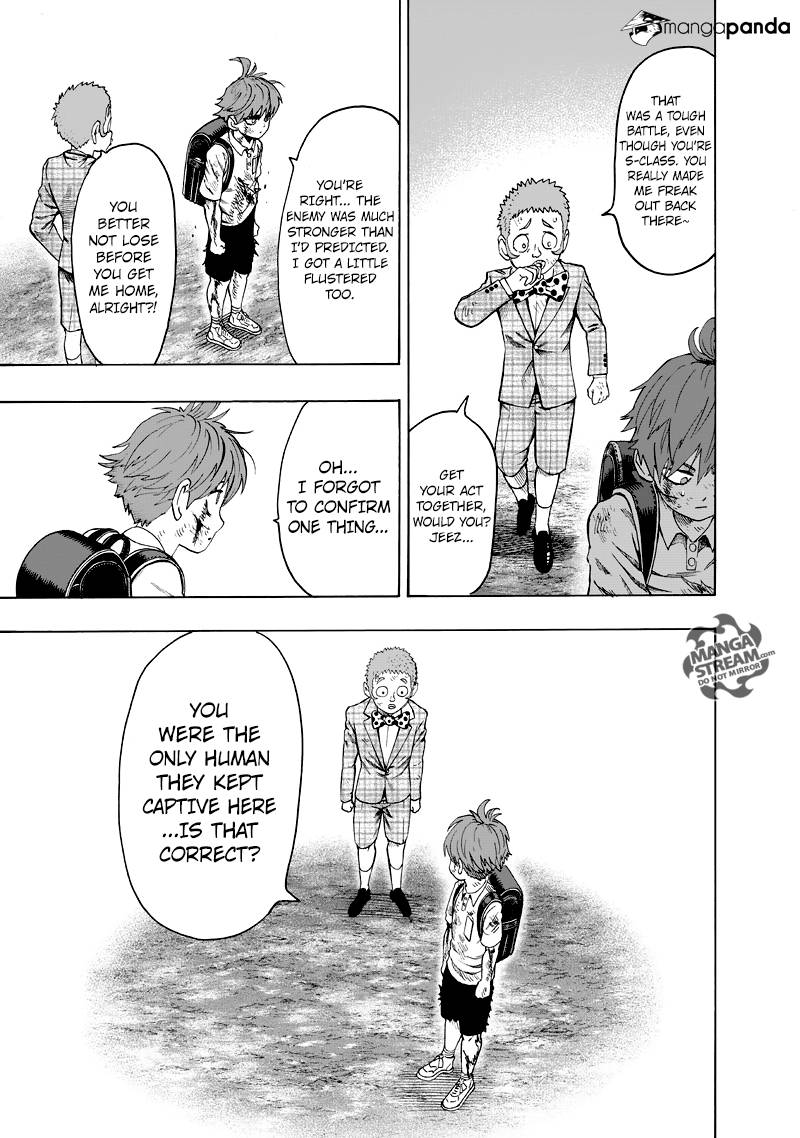 mangapanda
THAT
WAS A TOUGH
BATTLE, EVEN
THOUGH YOU'RE
S-CLASS. YOU
REALLY MADE
ME FREAK
OUT BACK
THERE~
GET
YOUR ACT
TOGETHER,
WOULD YOU?
JEEZ...
YOU'RE
RIGHT... THE
ENEMY WAS MUCH
STRONGER THAN
I'D PREDICTED.
I GOT A LITTLE
FLUSTERED
TOO.
YOU
BETTER
NOT LOSE
BEFORE
YOU GET
ME HOME,
ALRIGHT?!
OH...
I FORGOT
TO CONFIRM
ONE THING...
MANGA
STREAM.com
DO NOT MIRROR
YOU
WERE THE
ONLY HUMAN
THEY KEPT
CAPTIVE HERE
...IS THAT
CORRECT?